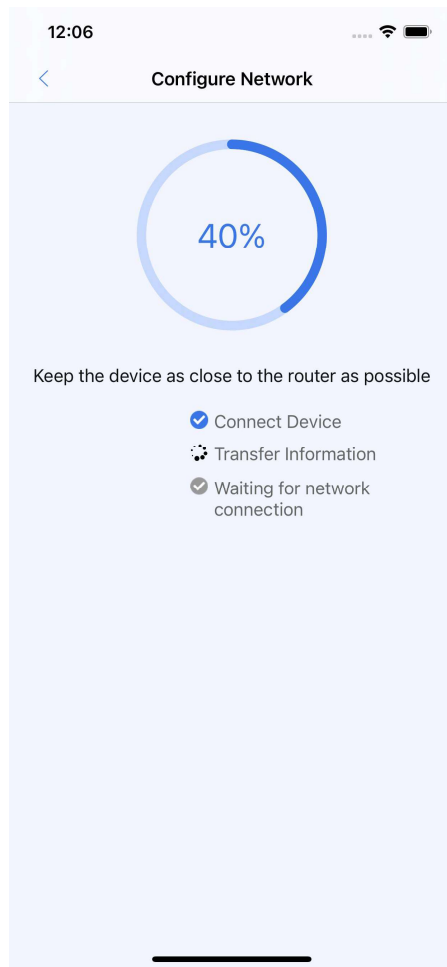 12:06
Configure Network
40%
Keep the device as close to the router as possible
Connect Device
Transfer Information
Waiting for network
connection